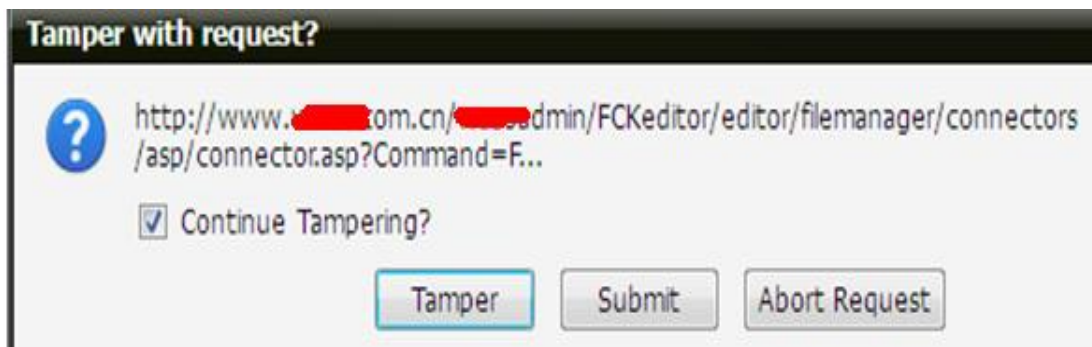 Tamper with request?
http://www.    om.cn/    dmin/FCKeditor/editor/filemanager/connectors
/asp/connector.asp?Command=F...
Continue Tampering?
Tamper Submit Abort Request